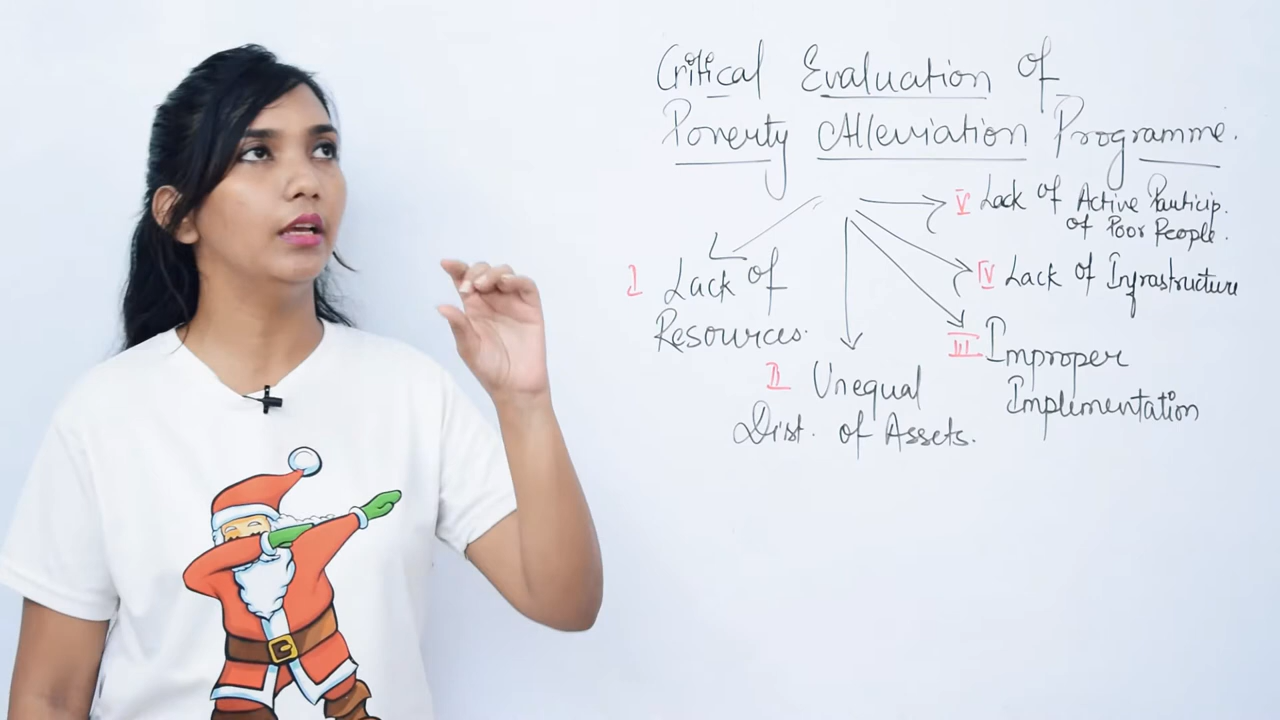 Critical Evaluation of
Poverty Alleviation Programme.
I Lack of
Resources.
II Unequal
Dist. of Assets.
III Improper
Implementation
IV Lack of Infrastructure
V Lack of Active Particip.
of Poor People.